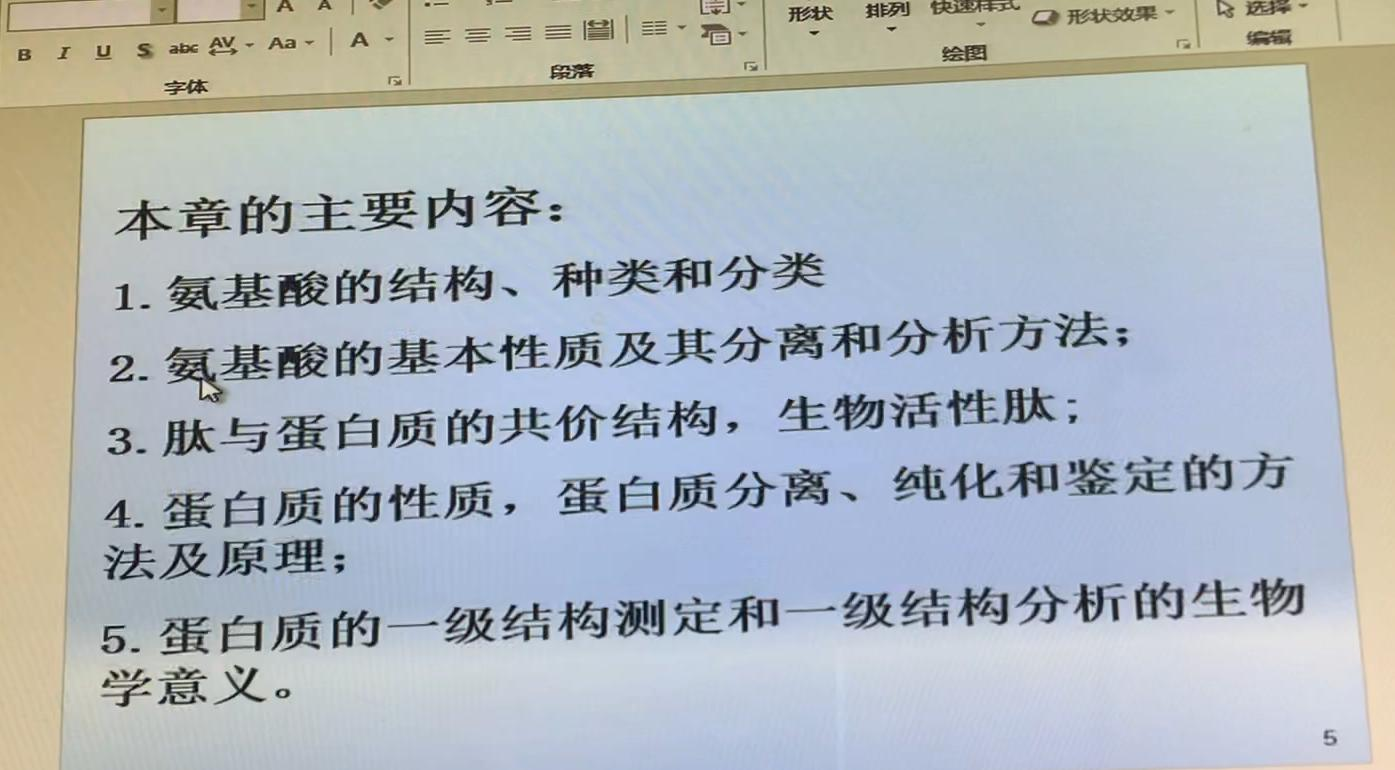 A A
形状 排列 快速样式
形状效果
选择
B I U S abc AV Aa A
字体 段落 绘图 编辑
本章的主要内容：
1. 氨基酸的结构、种类和分类
2. 氨基酸的基本性质及其分离和分析方法；
3. 肽与蛋白质的共价结构，生物活性肽；
4. 蛋白质的性质，蛋白质分离、纯化和鉴定的方
法及原理；
5. 蛋白质的一级结构测定和一级结构分析的生物
学意义。
5